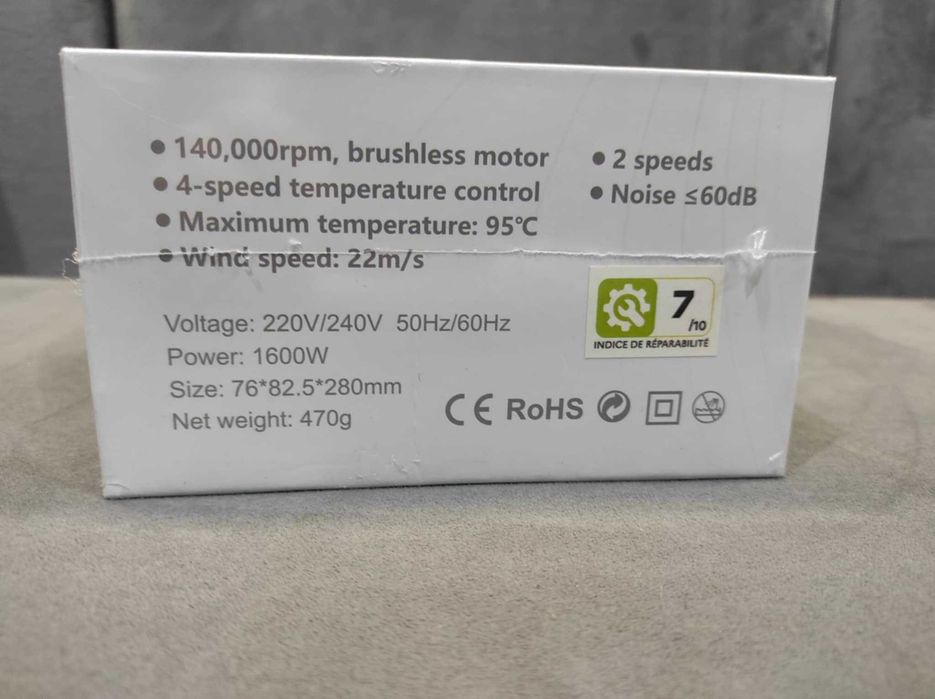 • 140,000rpm, brushless motor
• 4-speed temperature control
• Maximum temperature: 95℃
• Wind speed: 22m/s
• 2 speeds
• Noise ≤60dB
Voltage: 220V/240V 50Hz/60Hz
Power: 1600W
Size: 76*82.5*280mm
Net weight: 470g
7/10
INDICE DE RÉPARABILITÉ
CE RoHS